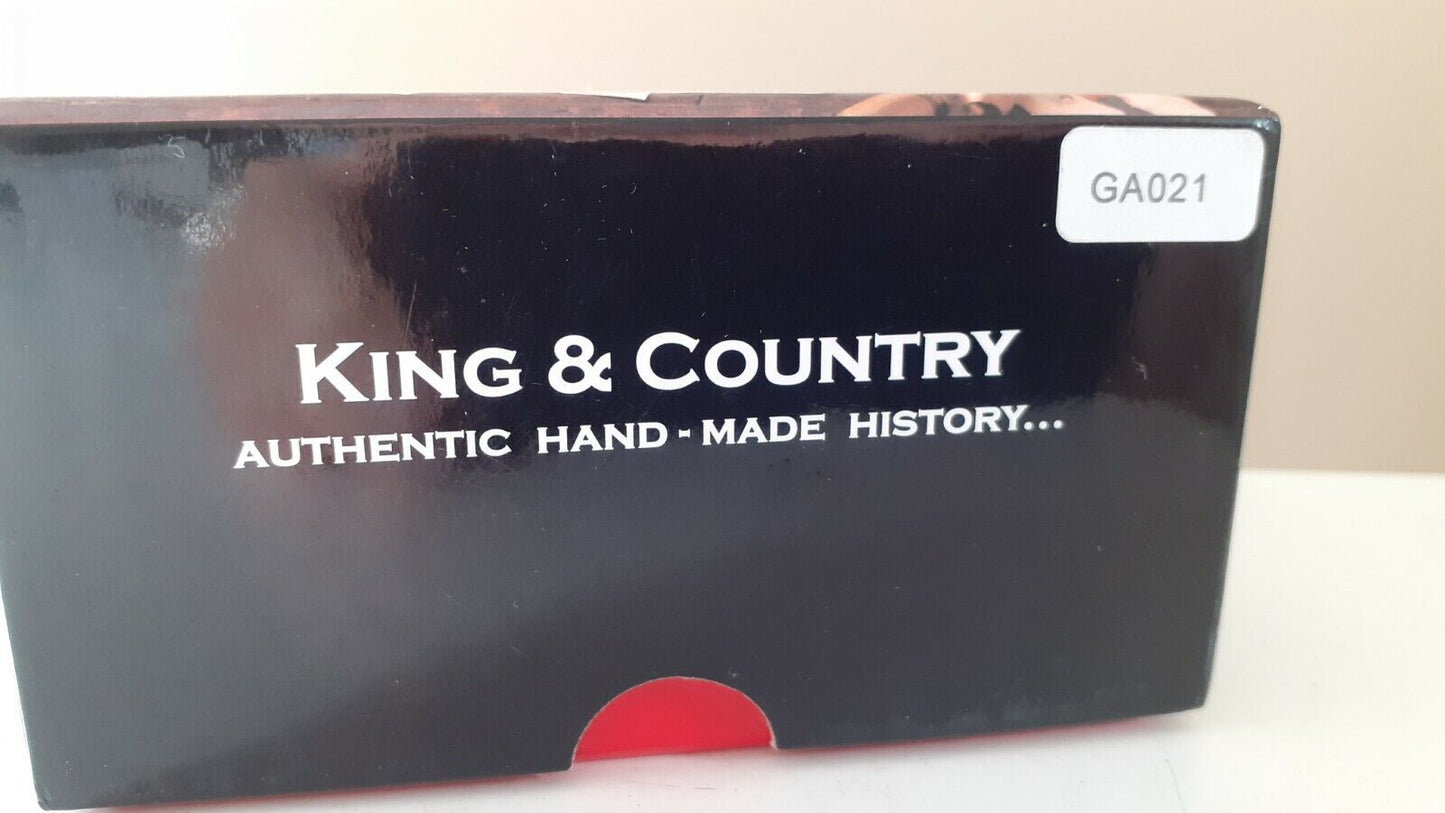 GA021
KING & COUNTRY
AUTHENTIC HAND-MADE HISTORY...